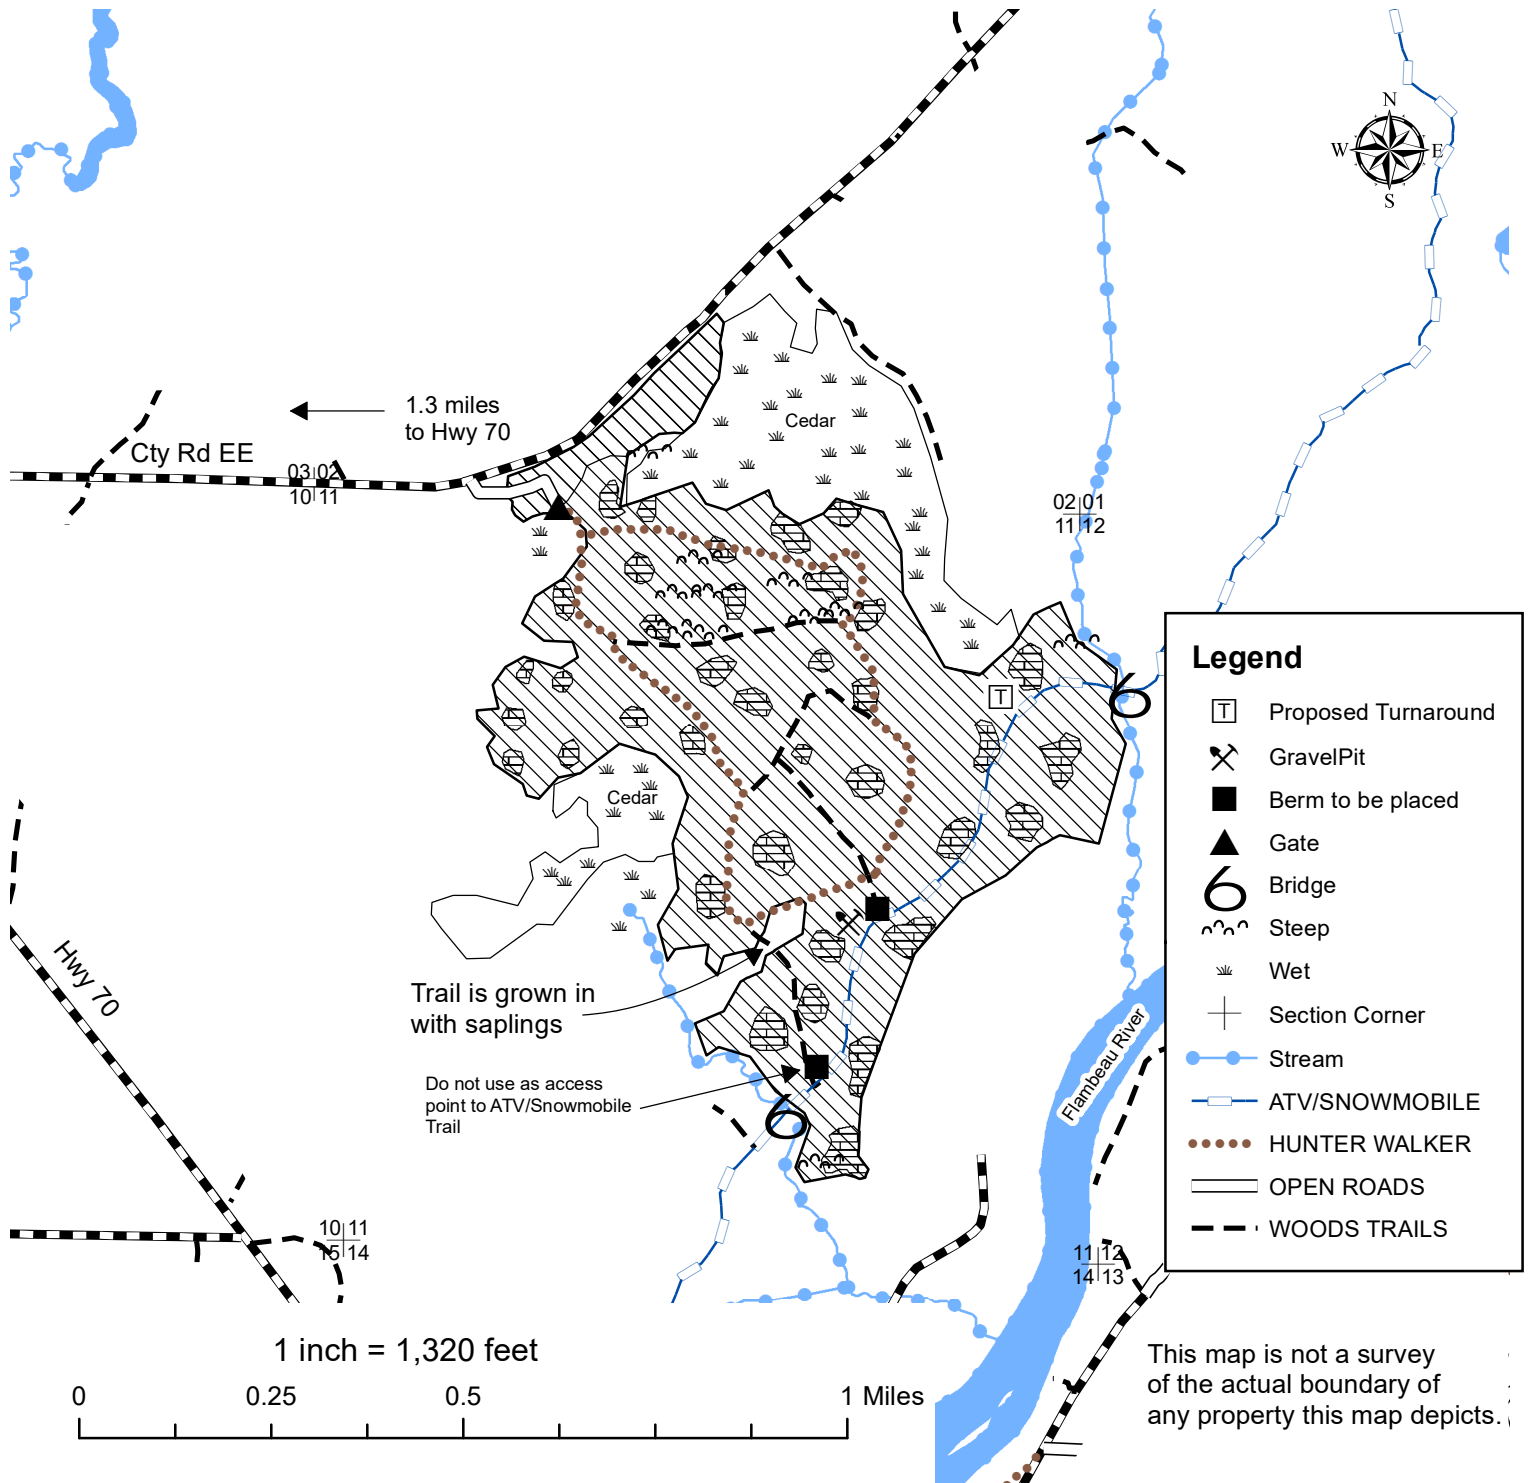 N
W E
S
1.3 miles
to Hwy 70
Cedar
Cty Rd EE
03 02
10 11
02 01
11 12
Legend
T
T Proposed Turnaround
GravelPit
Cedar
Berm to be placed
Gate
6 Bridge
Steep
Wet
Hwy 70
Trail is grown in
with saplings
Section Corner
Flambeau River
Stream
Do not use as access
point to ATV/Snowmobile
Trail
ATV/SNOWMOBILE
HUNTER WALKER
OPEN ROADS
WOODS TRAILS
6
6
10 11
15 14
11 12
14 13
1 inch = 1,320 feet
0 0.25 0.5 1 Miles
This map is not a survey
of the actual boundary of
any property this map depicts.